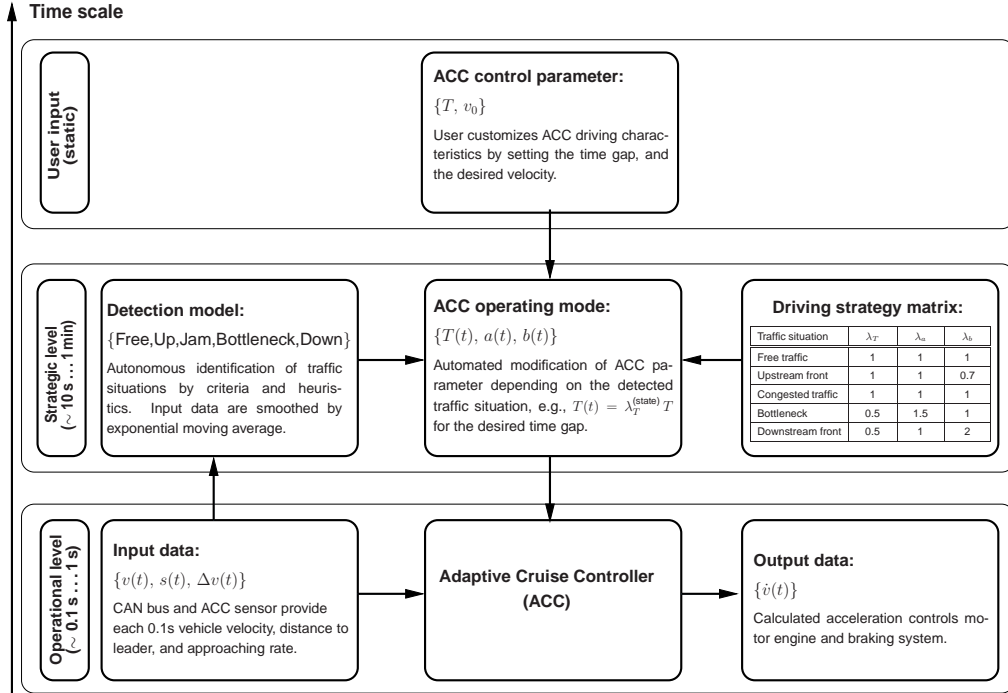 Time scale
User input
(static)
ACC control parameter:
{T, v₀}
User customizes ACC driving charac-
teristics by setting the time gap, and
the desired velocity.
Strategic level
(~ 10 s . . . 1 min)
Detection model:
{Free,Up,Jam,Bottleneck,Down}
Autonomous identification of traffic
situations by criteria and heuris-
tics. Input data are smoothed by
exponential moving average.
ACC operating mode:
{T(t), a(t), b(t)}
Automated modification of ACC pa-
rameter depending on the detected
traffic situation, e.g., T(t) = λ_T^(state) T
for the desired time gap.
Driving strategy matrix:
Traffic situation λ_T λ_a λ_b
Free traffic 1 1 1
Upstream front 1 1 0.7
Congested traffic 1 1 1
Bottleneck 0.5 1.5 1
Downstream front 0.5 1 2
Operational level
(~ 0.1 s . . . 1 s)
Input data:
{v(t), s(t), Δv(t)}
CAN bus and ACC sensor provide
each 0.1s vehicle velocity, distance to
leader, and approaching rate.
Adaptive Cruise Controller
(ACC)
Output data:
{v̇(t)}
Calculated acceleration controls mo-
tor engine and braking system.